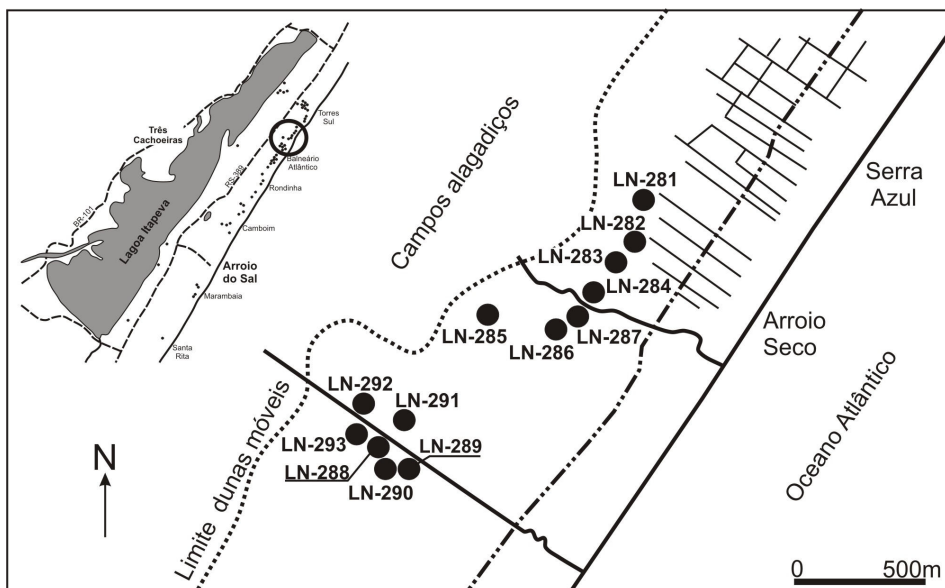 Três
Cachoeiras
Torres
Sul
Balneário
Atlântico
RS-389
Rondinha
BR-101
Lagoa Itapeva
Camboim
Arroio
do Sal
Marambaia
Santa
Rita
Campos alagadiços
Serra
Azul
LN-281
LN-282
LN-283
LN-284
LN-285
LN-286
LN-287
Arroio
Seco
LN-292
LN-291
LN-293
LN-289
LN-288
LN-290
Limite dunas móveis
Oceano Atlântico
N
0 500m